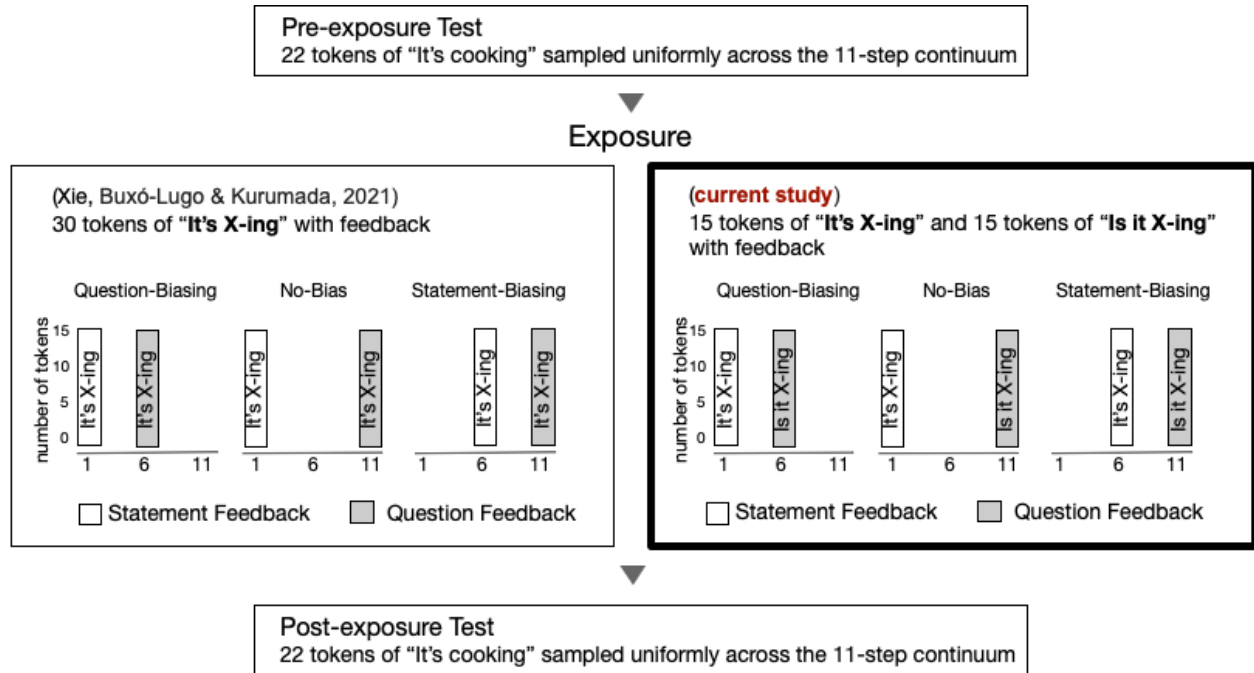 Pre-exposure Test
22 tokens of “It’s cooking” sampled uniformly across the 11-step continuum
Exposure
(Xie, Buxó-Lugo & Kurumada, 2021)
30 tokens of “It’s X-ing” with feedback
Question-Biasing
No-Bias
Statement-Biasing
number of tokens
15
10
5
0
It’s X-ing
It’s X-ing
It’s X-ing
It’s X-ing
It’s X-ing
It’s X-ing
1 6 11
1 6 11
1 6 11
Statement Feedback
Question Feedback
(current study)
15 tokens of “It’s X-ing” and 15 tokens of “Is it X-ing”
with feedback
Question-Biasing
No-Bias
Statement-Biasing
number of tokens
15
10
5
0
It’s X-ing
Is it X-ing
It’s X-ing
Is it X-ing
It’s X-ing
Is it X-ing
1 6 11
1 6 11
1 6 11
Statement Feedback
Question Feedback
Post-exposure Test
22 tokens of “It’s cooking” sampled uniformly across the 11-step continuum